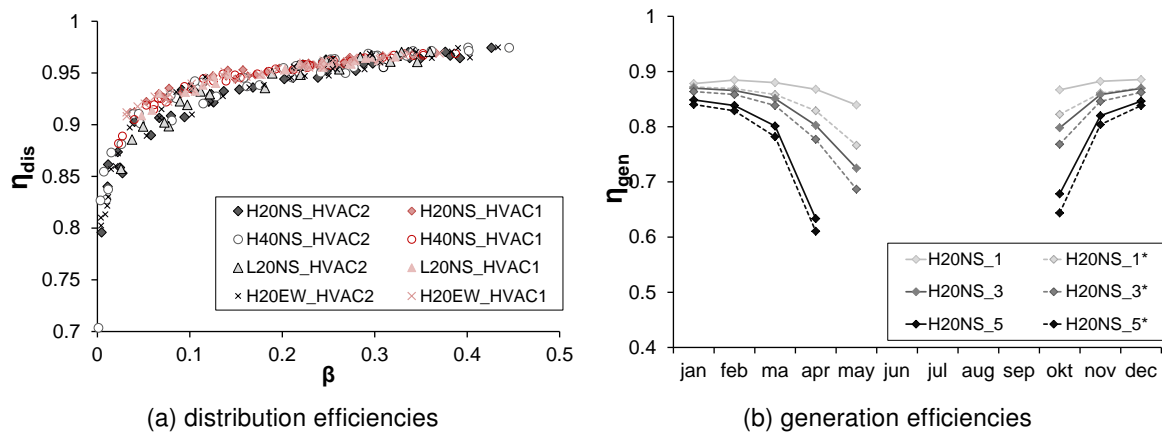 1
0.95
0.9
0.85
0.8
0.75
0.7
η_dis
0 0.1 0.2 0.3 0.4 0.5
β
H20NS_HVAC2 H20NS_HVAC1
H40NS_HVAC2 H40NS_HVAC1
L20NS_HVAC2 L20NS_HVAC1
H20EW_HVAC2 H20EW_HVAC1
(a) distribution efficiencies
1
0.9
0.8
0.7
0.6
0.5
0.4
η_gen
jan feb ma apr may jun jul aug sep okt nov dec
H20NS_1 H20NS_1*
H20NS_3 H20NS_3*
H20NS_5 H20NS_5*
(b) generation efficiencies